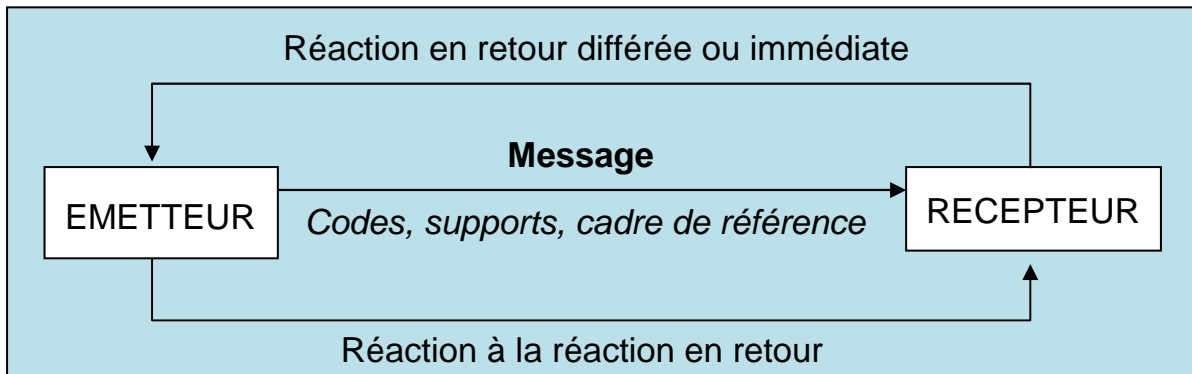 Réaction en retour différée ou immédiate
Message
EMETTEUR
Codes, supports, cadre de référence
RECEPTEUR
Réaction à la réaction en retour